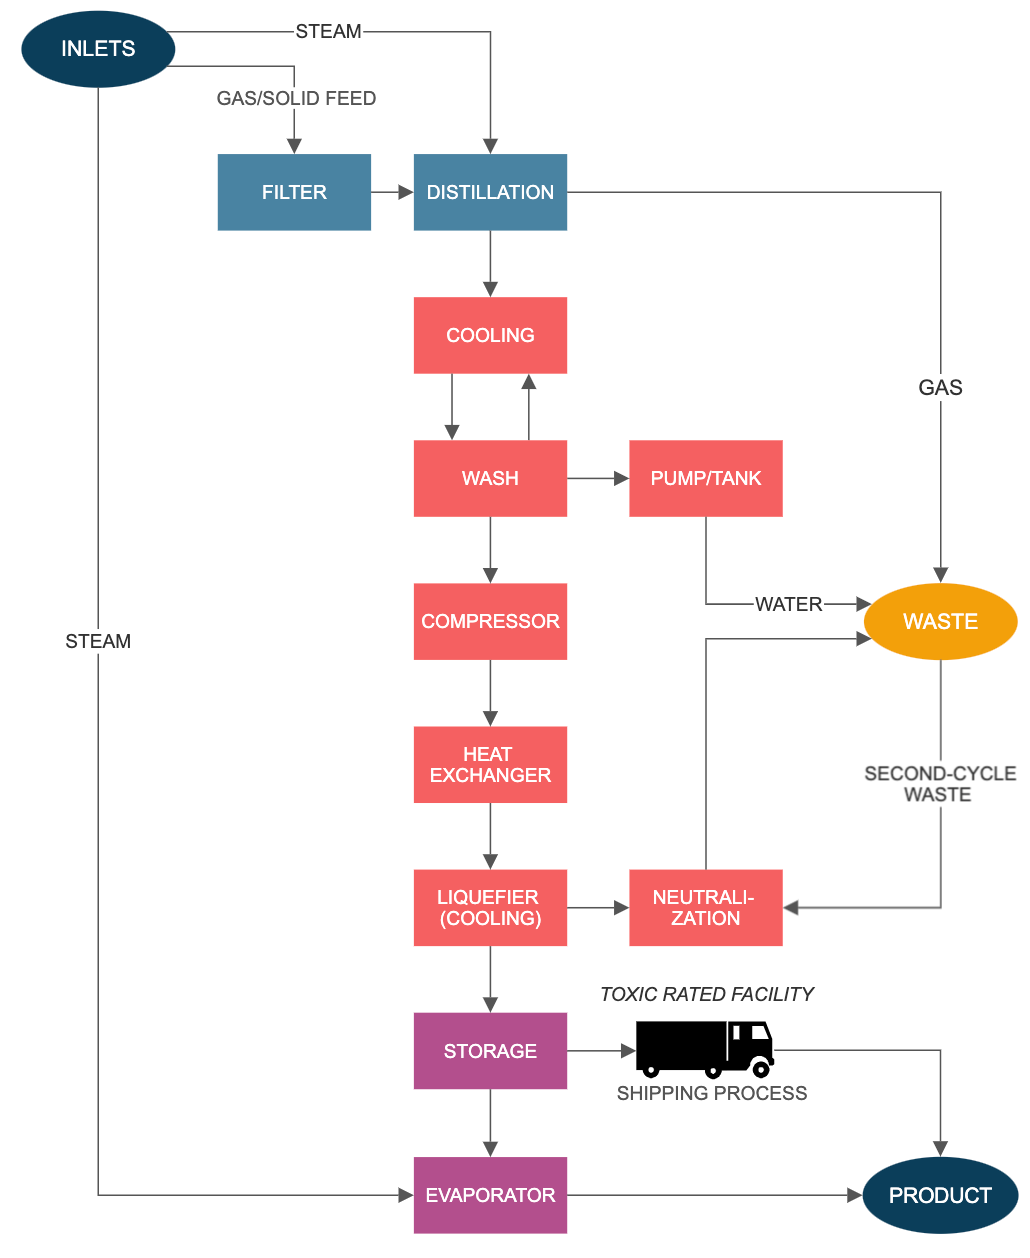 INLETS
STEAM
GAS/SOLID FEED
FILTER
DISTILLATION
COOLING
GAS
WASH
PUMP/TANK
WATER
COMPRESSOR
WASTE
STEAM
HEAT
EXCHANGER
SECOND-CYCLE
WASTE
LIQUEFIER
(COOLING)
NEUTRALI-
ZATION
TOXIC RATED FACILITY
STORAGE
SHIPPING PROCESS
EVAPORATOR
PRODUCT